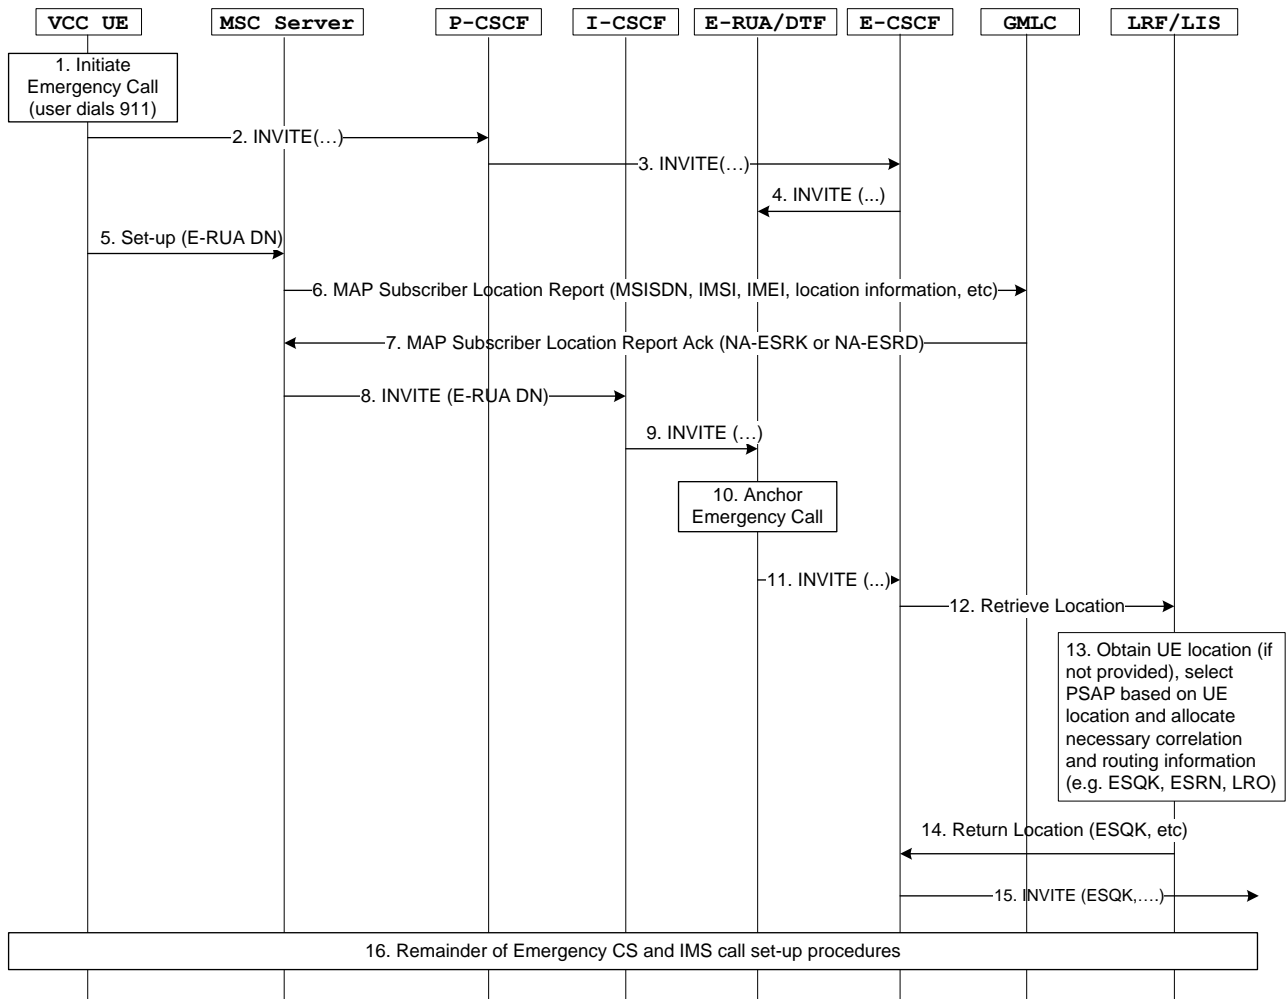 VCC UE
MSC Server
P-CSCF
I-CSCF
E-RUA/DTF
E-CSCF
GMLC
LRF/LIS
1. Initiate
Emergency Call
(user dials 911)
2. INVITE(…)
3. INVITE(…)
4. INVITE (...)
5. Set-up (E-RUA DN)
6. MAP Subscriber Location Report (MSISDN, IMSI, IMEI, location information, etc)
7. MAP Subscriber Location Report Ack (NA-ESRK or NA-ESRD)
8. INVITE (E-RUA DN)
9. INVITE (…)
10. Anchor
Emergency Call
11. INVITE (...)
12. Retrieve Location
13. Obtain UE location (if
not provided), select
PSAP based on UE
location and allocate
necessary correlation
and routing information
(e.g. ESQK, ESRN, LRO)
14. Return Location (ESQK, etc)
15. INVITE (ESQK,….)
16. Remainder of Emergency CS and IMS call set-up procedures